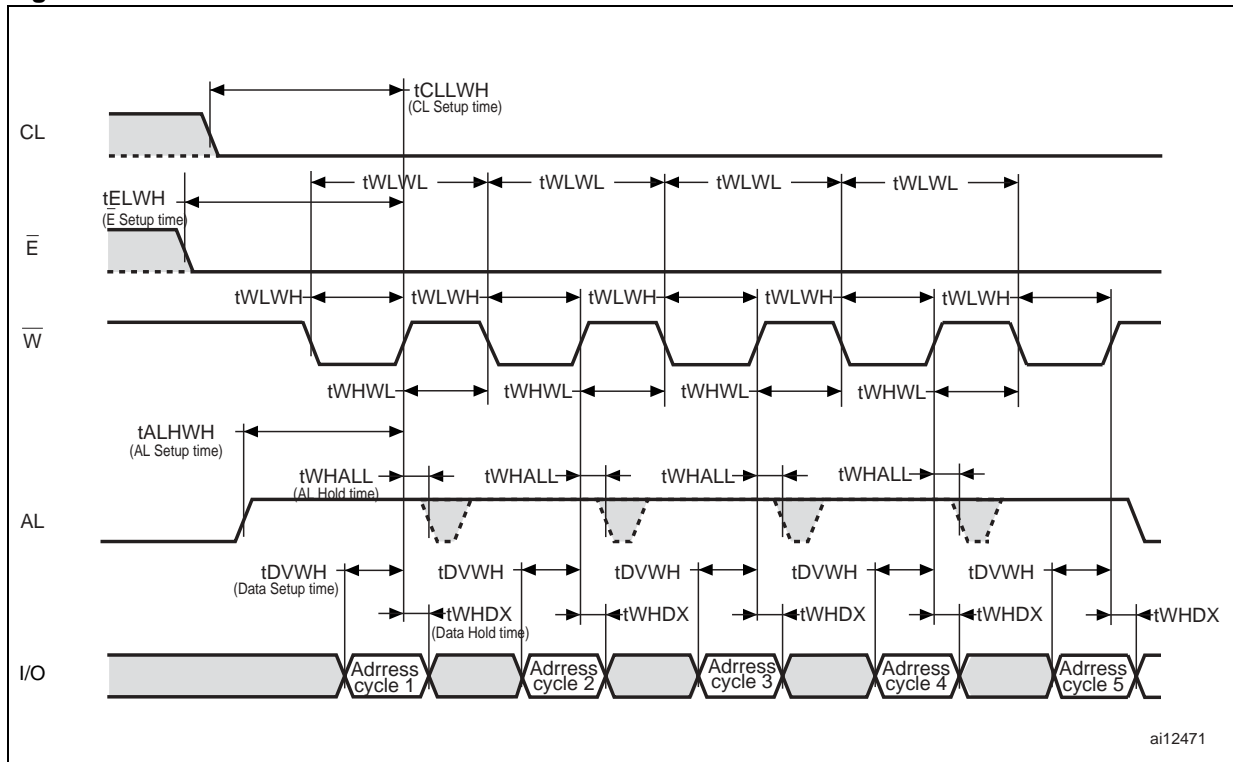 tCLLWH
(CL Setup time)
CL
tWLWL tWLWL tWLWL tWLWL
tELWH
(E Setup time)
E
tWLWH tWLWH tWLWH tWLWH tWLWH
W
tWHWL tWHWL tWHWL tWHWL
tALHWH
(AL Setup time)
tWHALL tWHALL tWHALL tWHALL
(AL Hold time)
AL
tDVWH tDVWH tDVWH tDVWH tDVWH
(Data Setup time)
tWHDX tWHDX tWHDX tWHDX tWHDX
(Data Hold time)
I/O
Adrress Adrress Adrress Adrress Adrress
cycle 1 cycle 2 cycle 3 cycle 4 cycle 5
ai12471